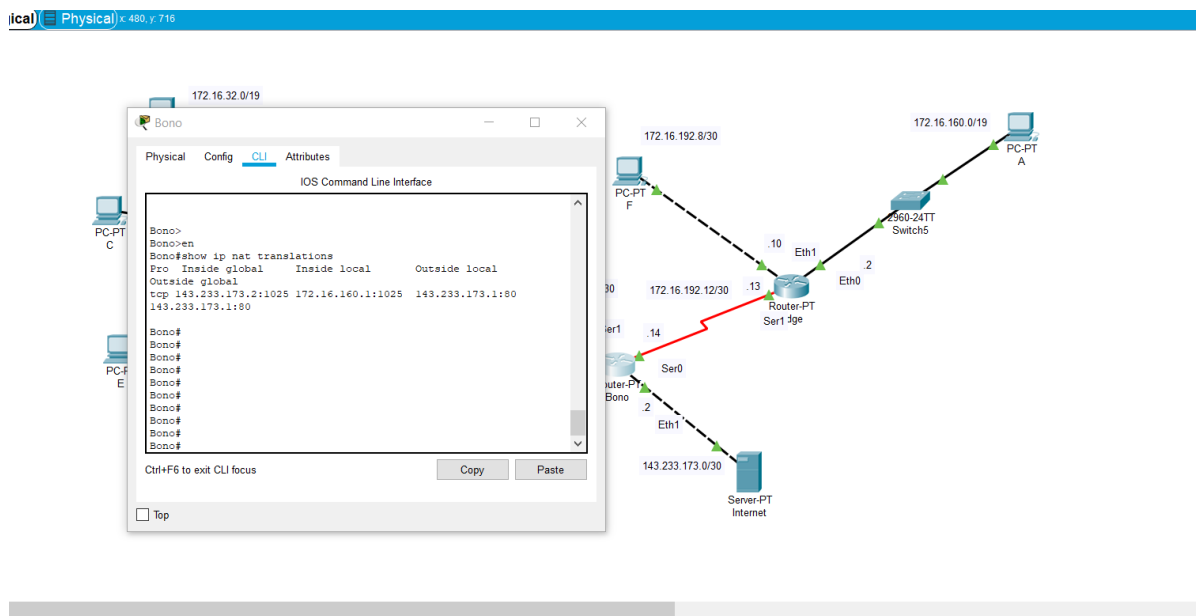 ical) Physical) x: 480, y: 716
172.16.32.0/19
Bono
Physical Config CLI Attributes
IOS Command Line Interface
Bono>
Bono>en
Bono#show ip nat translations
Pro Inside global Inside local Outside local
Outside global
tcp 143.233.173.2:1025 172.16.160.1:1025 143.233.173.1:80
143.233.173.1:80
Bono#
Bono#
Bono#
Bono#
Bono#
Bono#
Bono#
Bono#
Bono#
Bono#
Ctrl+F6 to exit CLI focus
Copy Paste
Top
PC-PT
C
E
172.16.192.8/30
PC-PT
F
172.16.160.0/19
PC-PT
A
2960-24TT
Switch5
.10
Eth1
.2
Eth0
30
172.16.192.12/30
.13
Router-PT
Ser1 dge
er1
.14
Ser0
outer-PT
Bono
.2
Eth1
143.233.173.0/30
Server-PT
Internet